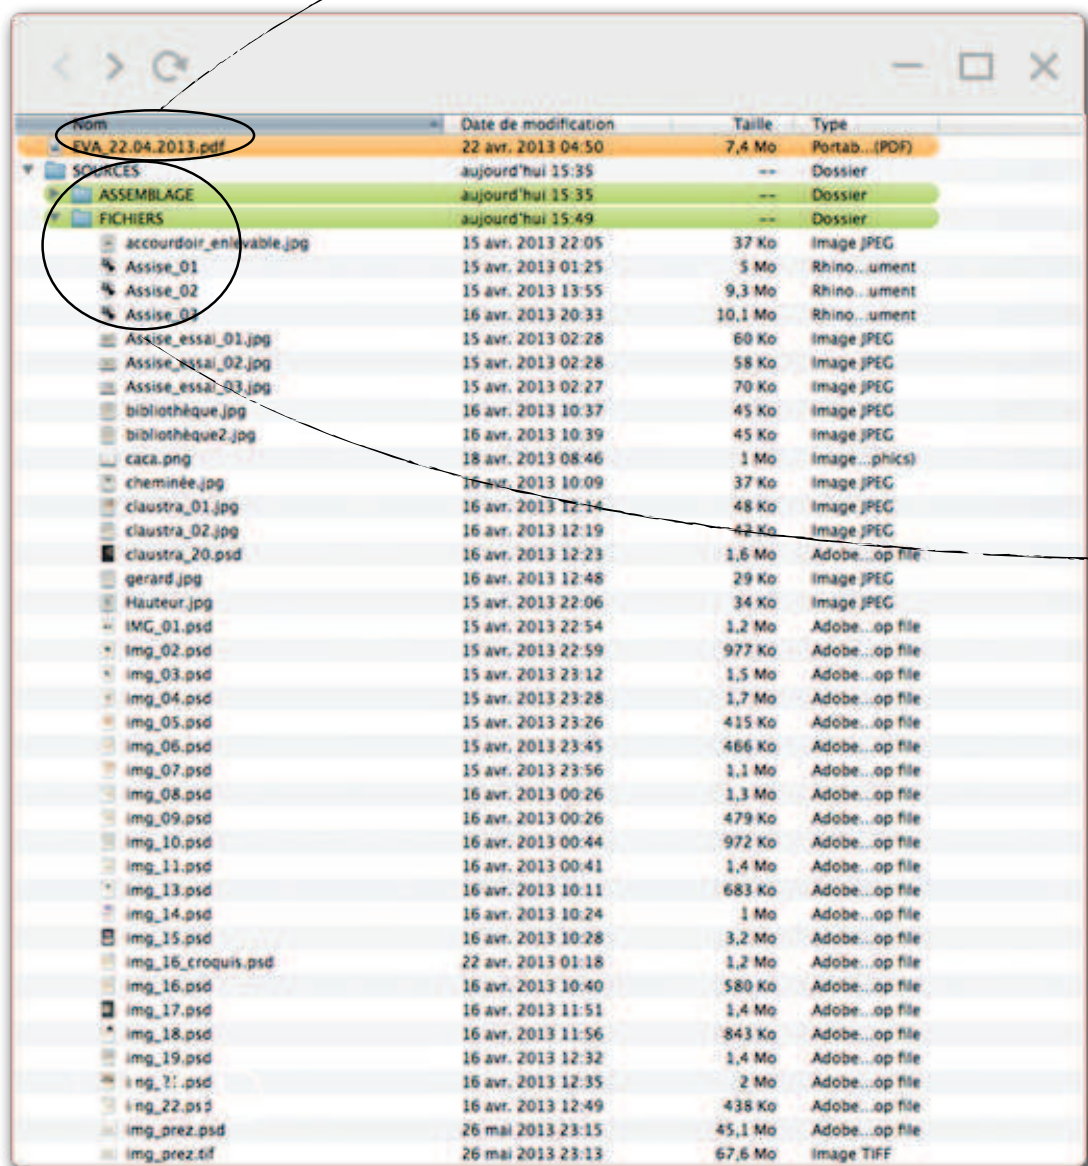 Nom Date de modification Taille Type
EVA_22.04.2013.pdf 22 avr. 2013 04:50 7,4 Mo Portab...(PDF)
SOURCES aujourd'hui 15:35 -- Dossier
ASSEMBLAGE aujourd'hui 15:35 -- Dossier
FICHIERS aujourd'hui 15:49 -- Dossier
accourdoir_enlevable.jpg 15 avr. 2013 22:05 37 Ko Image JPEG
Assise_01 15 avr. 2013 01:25 5 Mo Rhino...ument
Assise_02 15 avr. 2013 13:55 9,3 Mo Rhino...ument
Assise_03 16 avr. 2013 20:33 10,1 Mo Rhino...ument
Assise_essai_01.jpg 15 avr. 2013 02:28 60 Ko Image JPEG
Assise_essai_02.jpg 15 avr. 2013 02:28 58 Ko Image JPEG
Assise_essai_03.jpg 15 avr. 2013 02:27 70 Ko Image JPEG
bibliothèque.jpg 16 avr. 2013 10:37 45 Ko Image JPEG
bibliothèque2.jpg 16 avr. 2013 10:39 45 Ko Image JPEG
caca.png 18 avr. 2013 08:46 1 Mo Image...phics)
cheminée.jpg 16 avr. 2013 10:09 37 Ko Image JPEG
claustra_01.jpg 16 avr. 2013 12:14 48 Ko Image JPEG
claustra_02.jpg 16 avr. 2013 12:19 42 Ko Image JPEG
claustra_20.psd 16 avr. 2013 12:23 1,6 Mo Adobe...op file
gerard.jpg 16 avr. 2013 12:48 29 Ko Image JPEG
Hauteur.jpg 15 avr. 2013 22:06 34 Ko Image JPEG
IMG_01.psd 15 avr. 2013 22:54 1,2 Mo Adobe...op file
Img_02.psd 15 avr. 2013 22:59 977 Ko Adobe...op file
img_03.psd 15 avr. 2013 23:12 1,5 Mo Adobe...op file
img_04.psd 15 avr. 2013 23:28 1,7 Mo Adobe...op file
img_05.psd 15 avr. 2013 23:26 415 Ko Adobe...op file
img_06.psd 15 avr. 2013 23:45 466 Ko Adobe...op file
img_07.psd 15 avr. 2013 23:56 1,1 Mo Adobe...op file
img_08.psd 16 avr. 2013 00:26 1,3 Mo Adobe...op file
img_09.psd 16 avr. 2013 00:26 479 Ko Adobe...op file
img_10.psd 16 avr. 2013 00:44 972 Ko Adobe...op file
img_11.psd 16 avr. 2013 00:41 1,4 Mo Adobe...op file
img_13.psd 16 avr. 2013 10:11 683 Ko Adobe...op file
img_14.psd 16 avr. 2013 10:24 1 Mo Adobe...op file
img_15.psd 16 avr. 2013 10:28 3,2 Mo Adobe...op file
img_16_croquis.psd 22 avr. 2013 01:18 1,2 Mo Adobe...op file
img_16.psd 16 avr. 2013 10:40 580 Ko Adobe...op file
img_17.psd 16 avr. 2013 11:51 1,4 Mo Adobe...op file
img_18.psd 16 avr. 2013 11:56 843 Ko Adobe...op file
img_19.psd 16 avr. 2013 12:32 1,4 Mo Adobe...op file
16 avr. 2013 12:35 2 Mo Adobe...op file
img_22.psd 16 avr. 2013 12:49 438 Ko Adobe...op file
img_prez.psd 26 mai 2013 23:15 45,1 Mo Adobe...op file
img_prez.tif 26 mai 2013 23:13 67,6 Mo Image TIFF